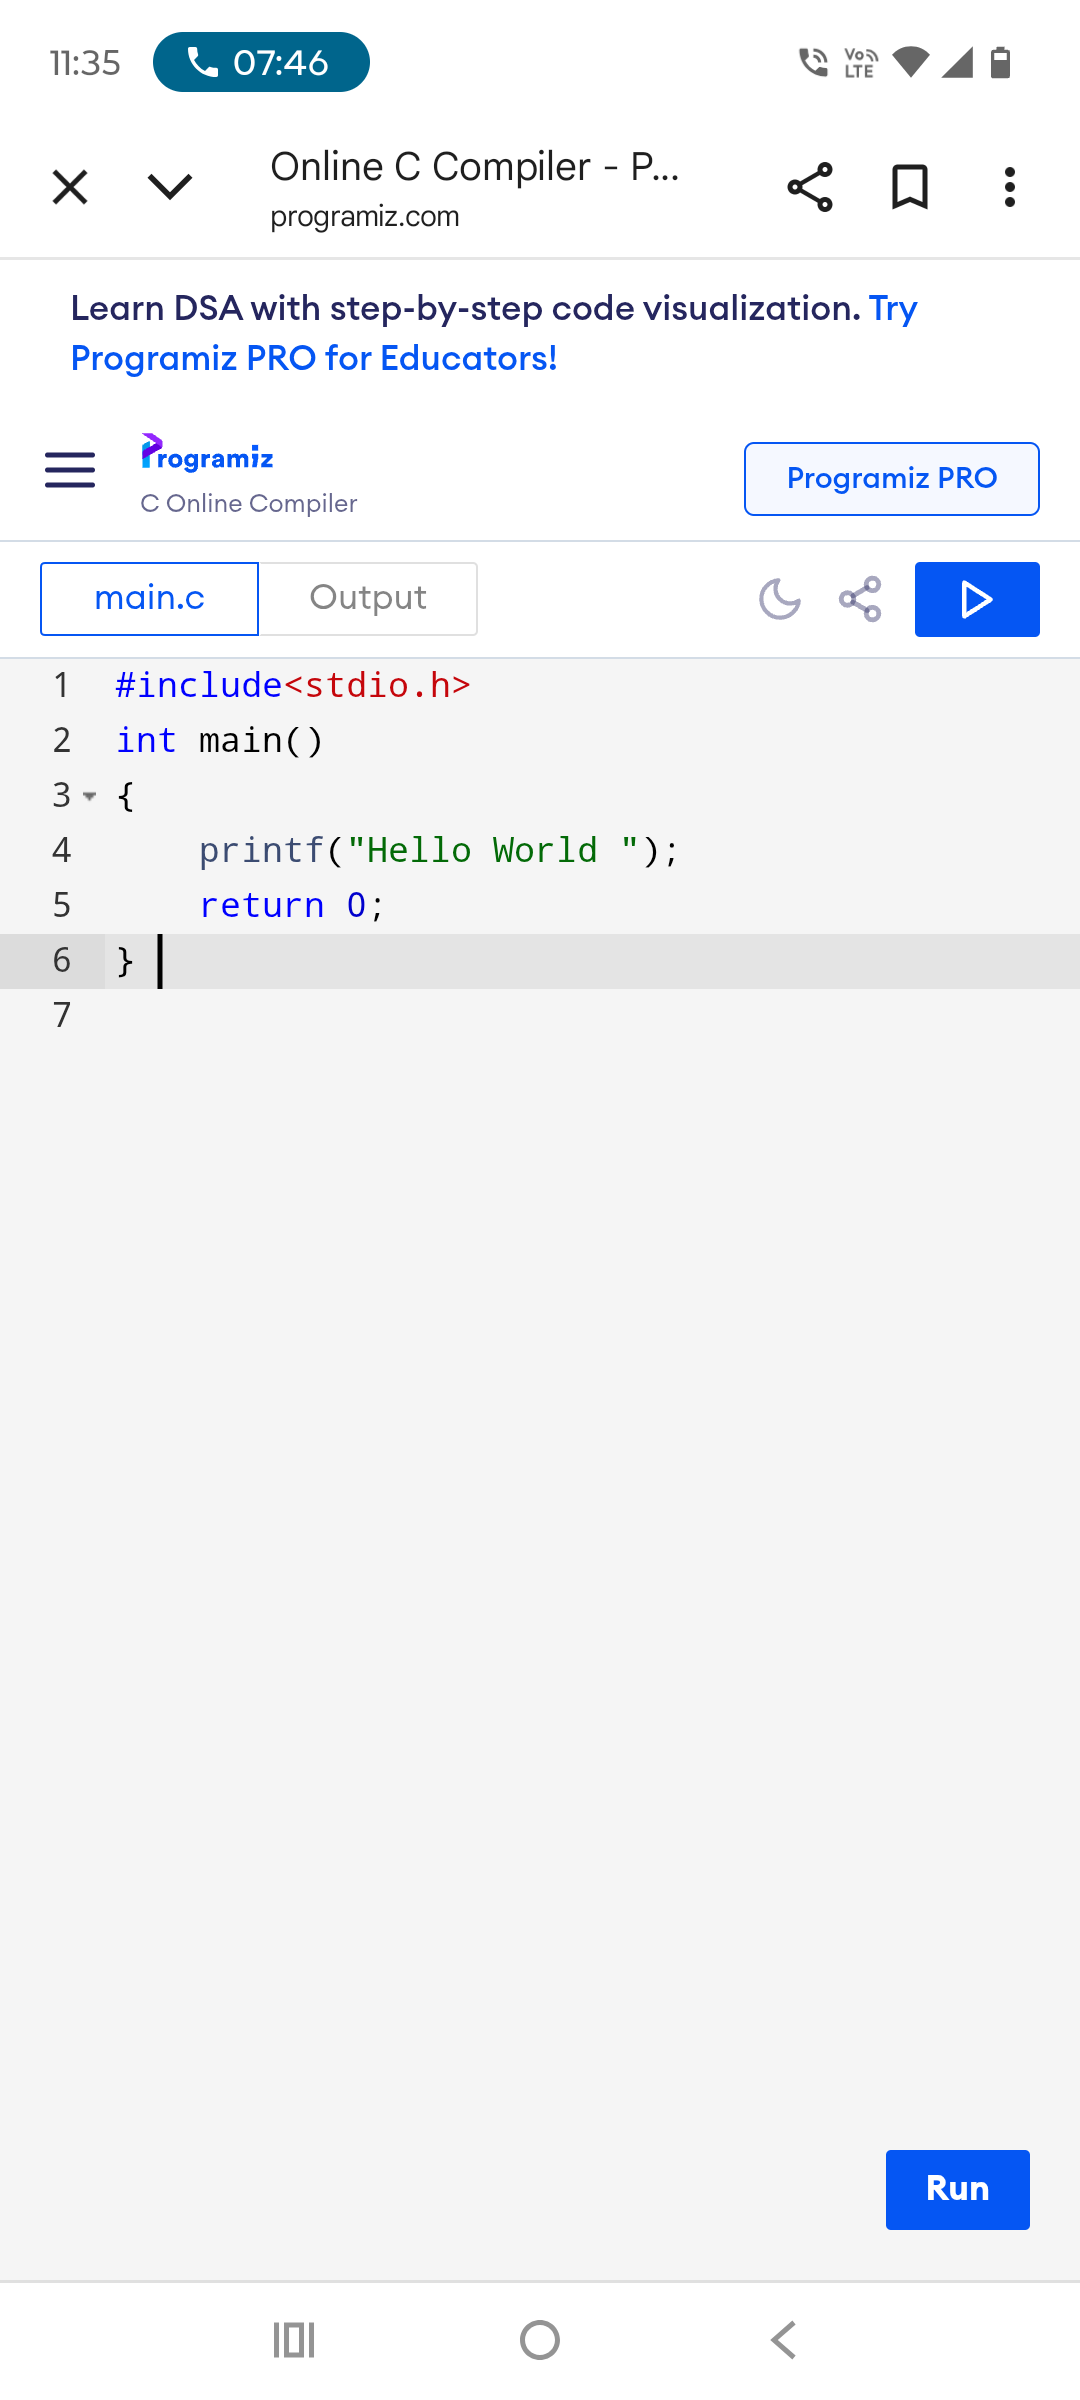 11:35 07:46 Vo LTE
Online C Compiler - P...
programiz.com
Learn DSA with step-by-step code visualization. Try
Programiz PRO for Educators!
Programiz
C Online Compiler
Programiz PRO
main.c Output
1 #include<stdio.h>
2 int main()
3 {
4     printf("Hello World ");
5     return 0;
6 }
7
Run